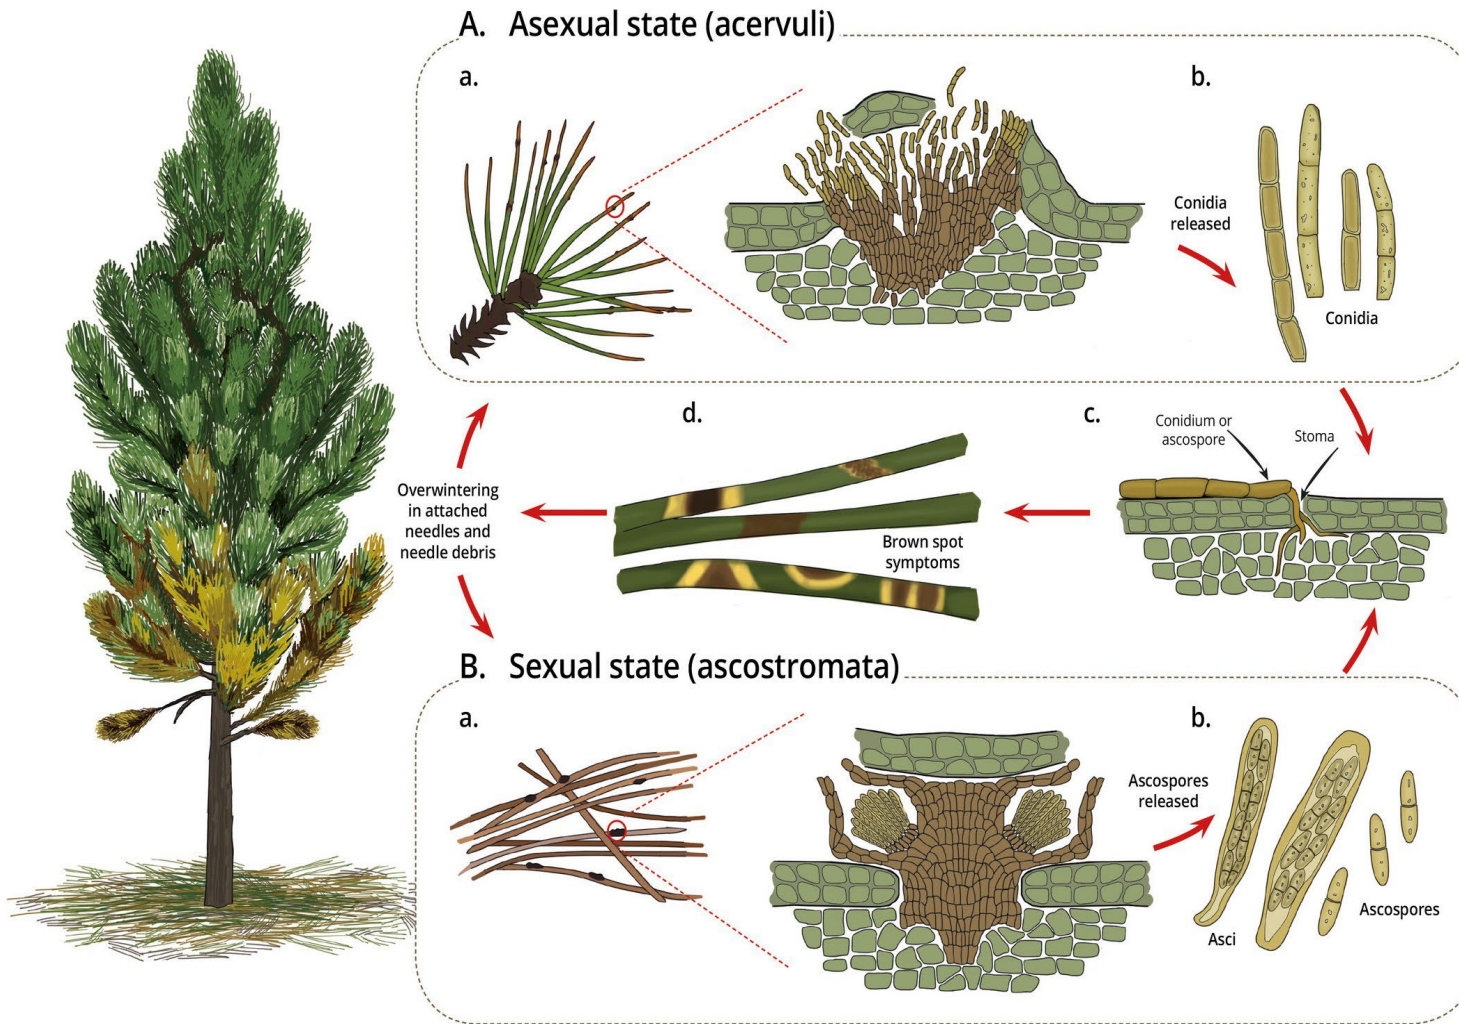 A. Asexual state (acervuli)
a.
b.
Conidia
released
Conidia
Overwintering
in attached
needles and
needle debris
d.
Brown spot
symptoms
c.
Conidium or
ascospore
Stoma
B. Sexual state (ascostromata)
a.
b.
Ascospores
released
Asci
Ascospores